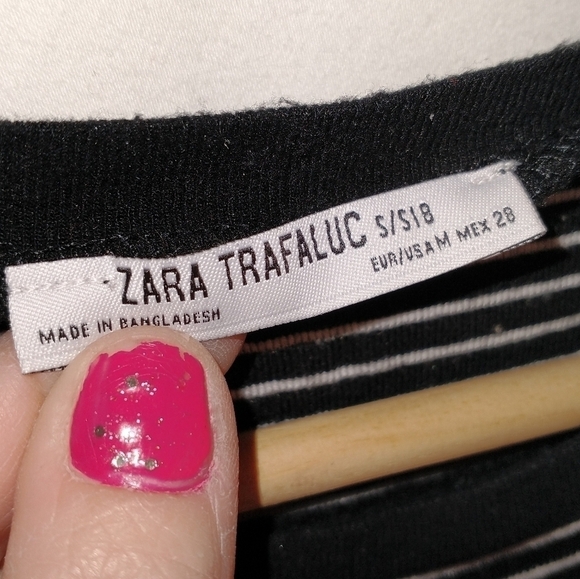 ZARA TRAFALUC S/S18
EUR/USA M MEX 28
MADE IN BANGLADESH